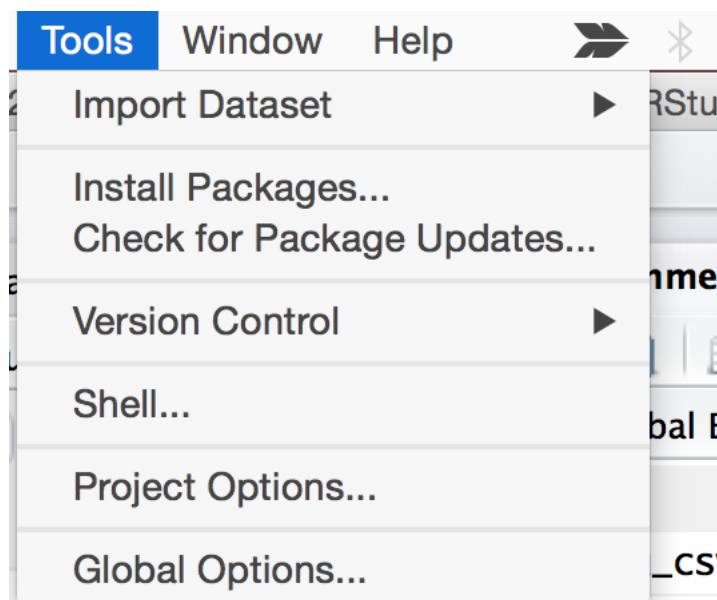 Tools Window Help
Import Dataset
Install Packages...
Check for Package Updates...
Version Control
Shell...
Project Options...
Global Options...